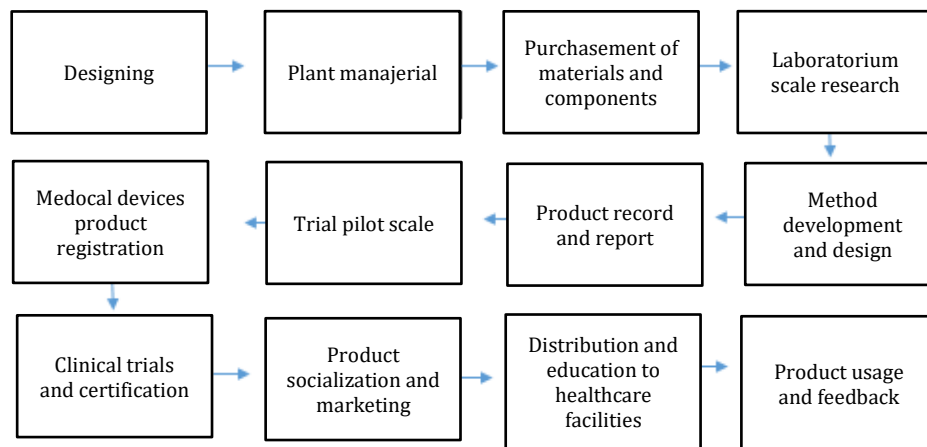 Designing
Plant manajerial
Purchasement of
materials and
components
Laboratorium
scale research
Method
development
and design
Product record
and report
Trial pilot scale
Medocal devices
product
registration
Clinical trials
and certification
Product
socialization and
marketing
Distribution and
education to
healthcare
facilities
Product usage
and feedback